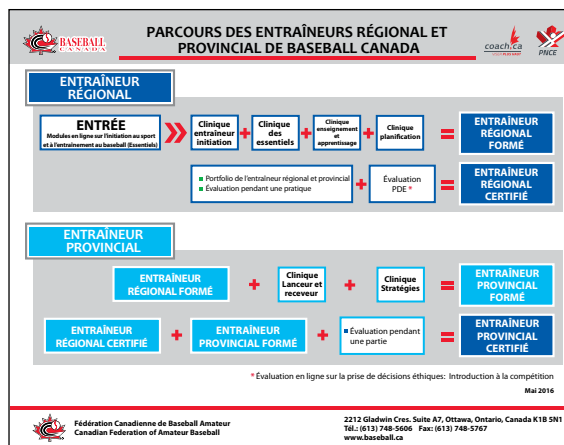 BASEBALL
CANADA
PARCOURS DES ENTRAÎNEURS RÉGIONAL ET
PROVINCIAL DE BASEBALL CANADA
coach.ca
PNCE
ENTRAÎNEUR
RÉGIONAL
ENTRÉE
Modules en ligne sur l'initiation au sport
et à l'entraînement au baseball (Essentiels)
Clinique
entraîneur
initiation
+
Clinique
des
essentiels
+
Clinique
enseignement et
apprentissage
+
Clinique
planification
=
ENTRAÎNEUR
RÉGIONAL
FORMÉ
Portfolio de l'entraîneur régional et provincial
Évaluation pendant une pratique
+
Évaluation
PDE *
=
ENTRAÎNEUR
RÉGIONAL
CERTIFIÉ
ENTRAÎNEUR
PROVINCIAL
ENTRAÎNEUR
RÉGIONAL FORMÉ
+
Clinique
Lanceur et
receveur
+
Clinique
Stratégies
=
ENTRAÎNEUR
PROVINCIAL
FORMÉ
ENTRAÎNEUR
RÉGIONAL CERTIFIÉ
+
ENTRAÎNEUR
PROVINCIAL FORMÉ
+
Évaluation pendant
une partie
=
ENTRAÎNEUR
PROVINCIAL
CERTIFIÉ
* Évaluation en ligne sur la prise de décisions éthiques: Introduction à la compétition
Mai 2016
Fédération Canadienne de Baseball Amateur
Canadian Federation of Amateur Baseball
2212 Gladwin Cres. Suite A7, Ottawa, Ontario, Canada K1B 5N1
Tél.: (613) 748-5606 Fax: (613) 748-5767
www.baseball.ca